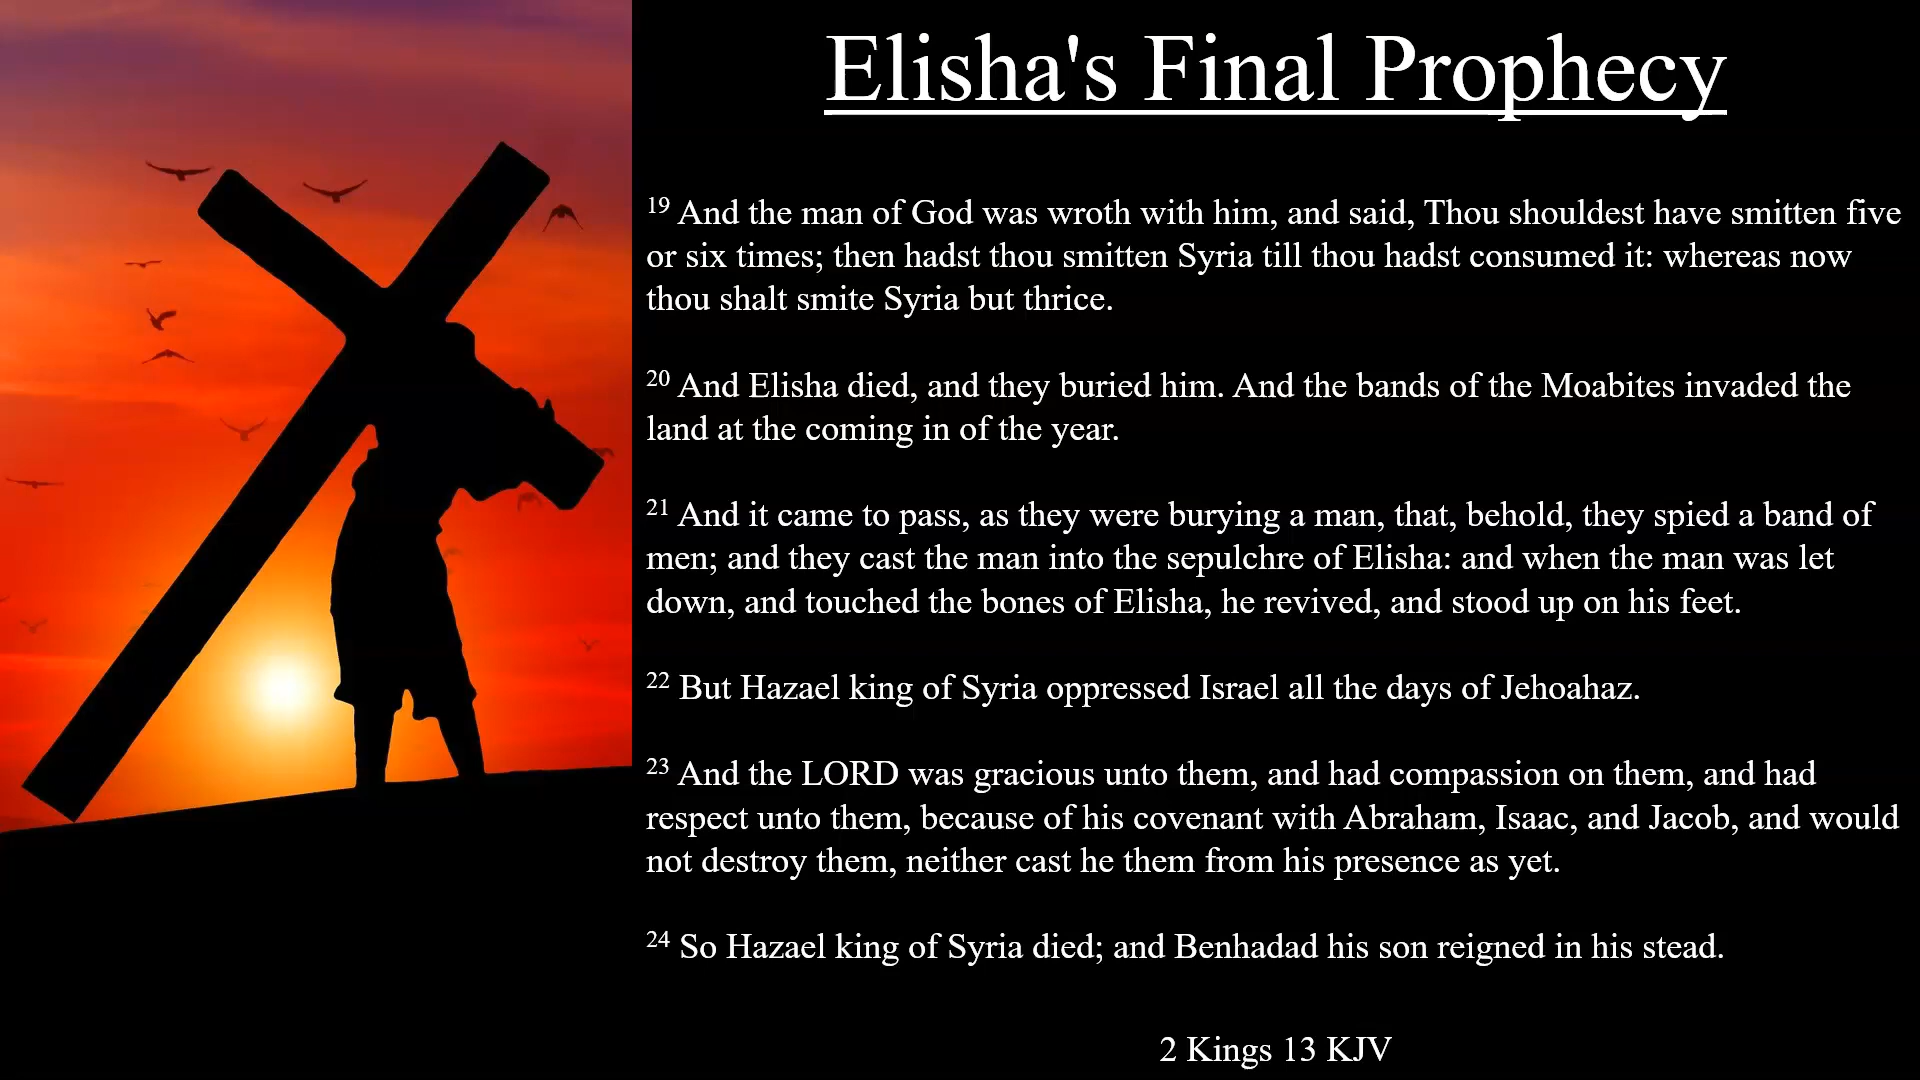 Elisha's Final Prophecy
19 And the man of God was wroth with him, and said, Thou shouldest have smitten five
or six times; then hadst thou smitten Syria till thou hadst consumed it: whereas now
thou shalt smite Syria but thrice.
20 And Elisha died, and they buried him. And the bands of the Moabites invaded the
land at the coming in of the year.
21 And it came to pass, as they were burying a man, that, behold, they spied a band of
men; and they cast the man into the sepulchre of Elisha: and when the man was let
down, and touched the bones of Elisha, he revived, and stood up on his feet.
22 But Hazael king of Syria oppressed Israel all the days of Jehoahaz.
23 And the LORD was gracious unto them, and had compassion on them, and had
respect unto them, because of his covenant with Abraham, Isaac, and Jacob, and would
not destroy them, neither cast he them from his presence as yet.
24 So Hazael king of Syria died; and Benhadad his son reigned in his stead.
2 Kings 13 KJV